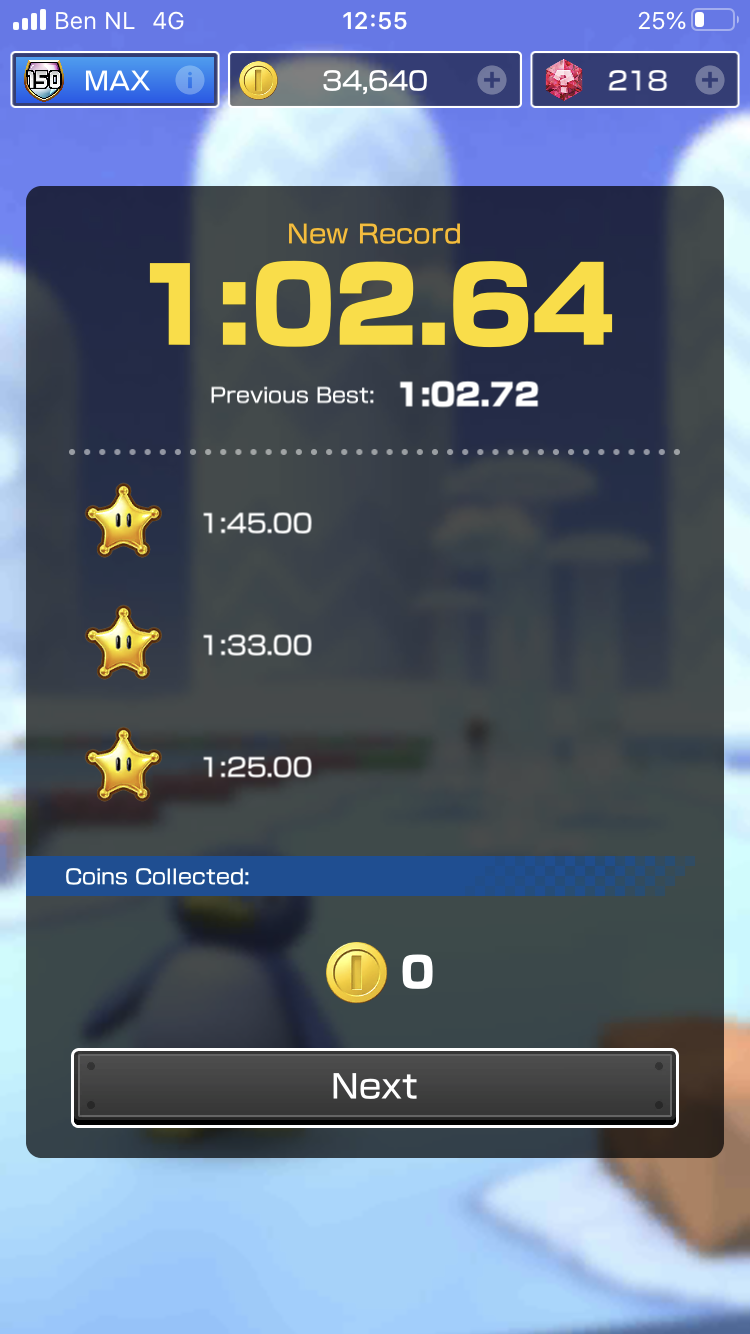 Ben NL 4G 12:55 25%
150 MAX i 34,640 + ? 218 +
New Record
1:02.64
Previous Best: 1:02.72
1:45.00
1:33.00
1:25.00
Coins Collected:
0
Next